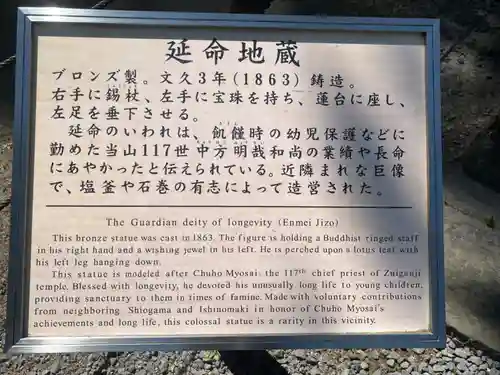 延命地蔵
ブロンズ製。文久3年(1863)鋳造。
右手に錫杖、左手に宝珠を持ち、蓮台に座し、
左足を垂下させる。
延命のいわれは、飢饉時の幼児保護などに
勤めた当山117世中方明哉和尚の業績や長命
にあやかったと伝えられている。近隣まれな巨像
で、塩釜や石巻の有志によって造営された。
The Guardian deity of longevity (Enmei Jizo)
This bronze statue was cast in 1863. The figure is holding a Buddhist ringed staff
in his right hand and a wishing jewel in his left. He is perched upon a lotus leaf with
his left leg hanging down.
This statue is modeled after Chuho Myosai, the 117th chief priest of Zuiganji
temple. Blessed with longevity, he devoted his unusually long life to young children,
providing sanctuary to them in times of famine. Made with voluntary contributions
from neighboring Shiogama and Ishinomaki in honor of Chuho Myosai's
achievements and long life, this colossal statue is a rarity in this vicinity.